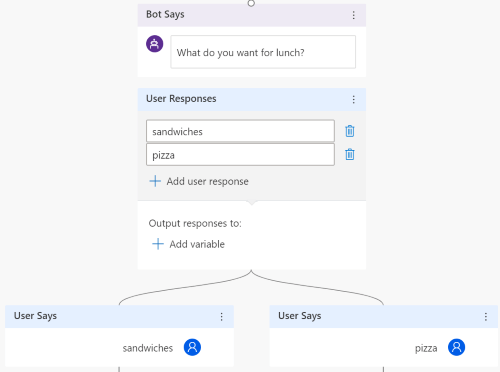 Bot Says
What do you want for lunch?
User Responses
sandwiches
pizza
Add user response
Output responses to:
Add variable
User Says
User Says
sandwiches
pizza